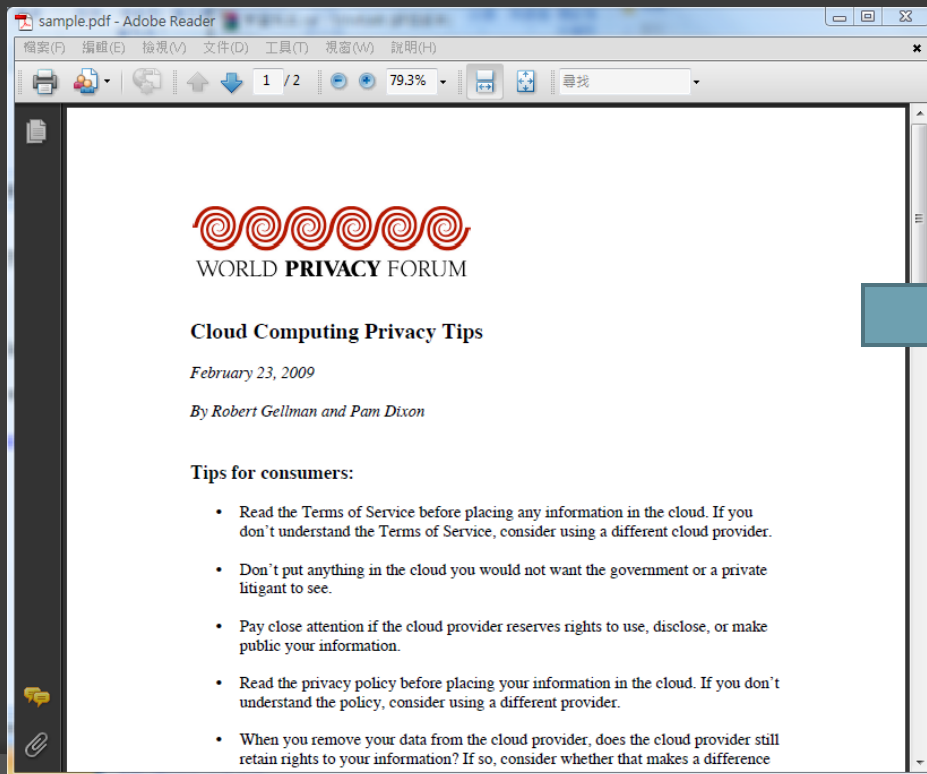 sample.pdf - Adobe Reader
檔案(F) 編輯(E) 檢視(V) 文件(D) 工具(T) 視窗(W) 說明(H)
1 / 2 79.3% 尋找
WORLD PRIVACY FORUM
Cloud Computing Privacy Tips
February 23, 2009
By Robert Gellman and Pam Dixon
Tips for consumers:
• Read the Terms of Service before placing any information in the cloud. If you
don’t understand the Terms of Service, consider using a different cloud provider.
• Don’t put anything in the cloud you would not want the government or a private
litigant to see.
• Pay close attention if the cloud provider reserves rights to use, disclose, or make
public your information.
• Read the privacy policy before placing your information in the cloud. If you don’t
understand the policy, consider using a different provider.
• When you remove your data from the cloud provider, does the cloud provider still
retain rights to your information? If so, consider whether that makes a difference